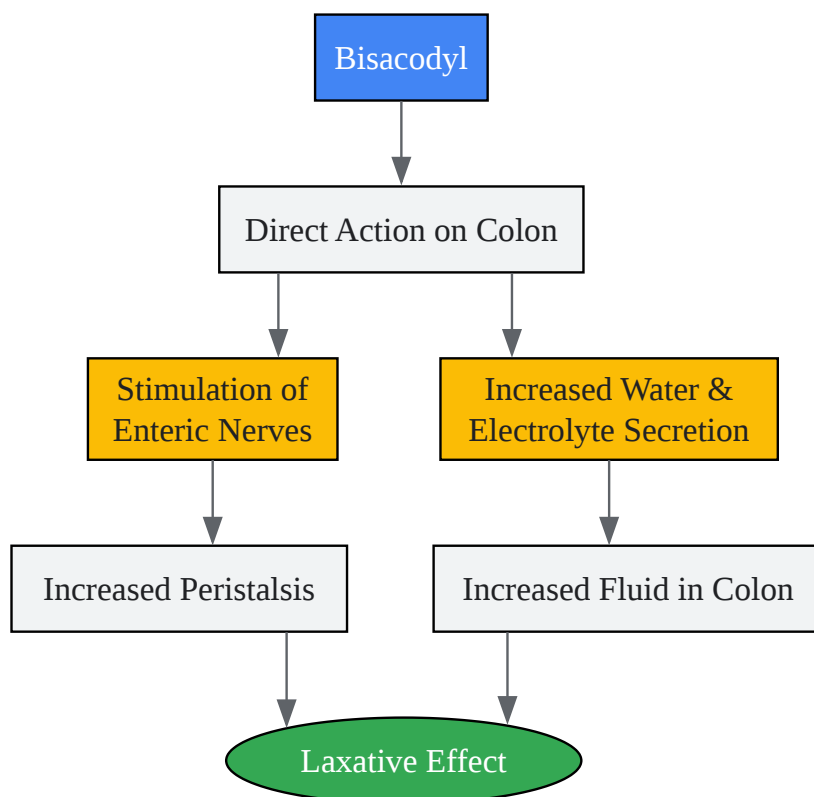 Bisacodyl
Direct Action on Colon
Stimulation of
Enteric Nerves
Increased Water &
Electrolyte Secretion
Increased Peristalsis
Increased Fluid in Colon
Laxative Effect